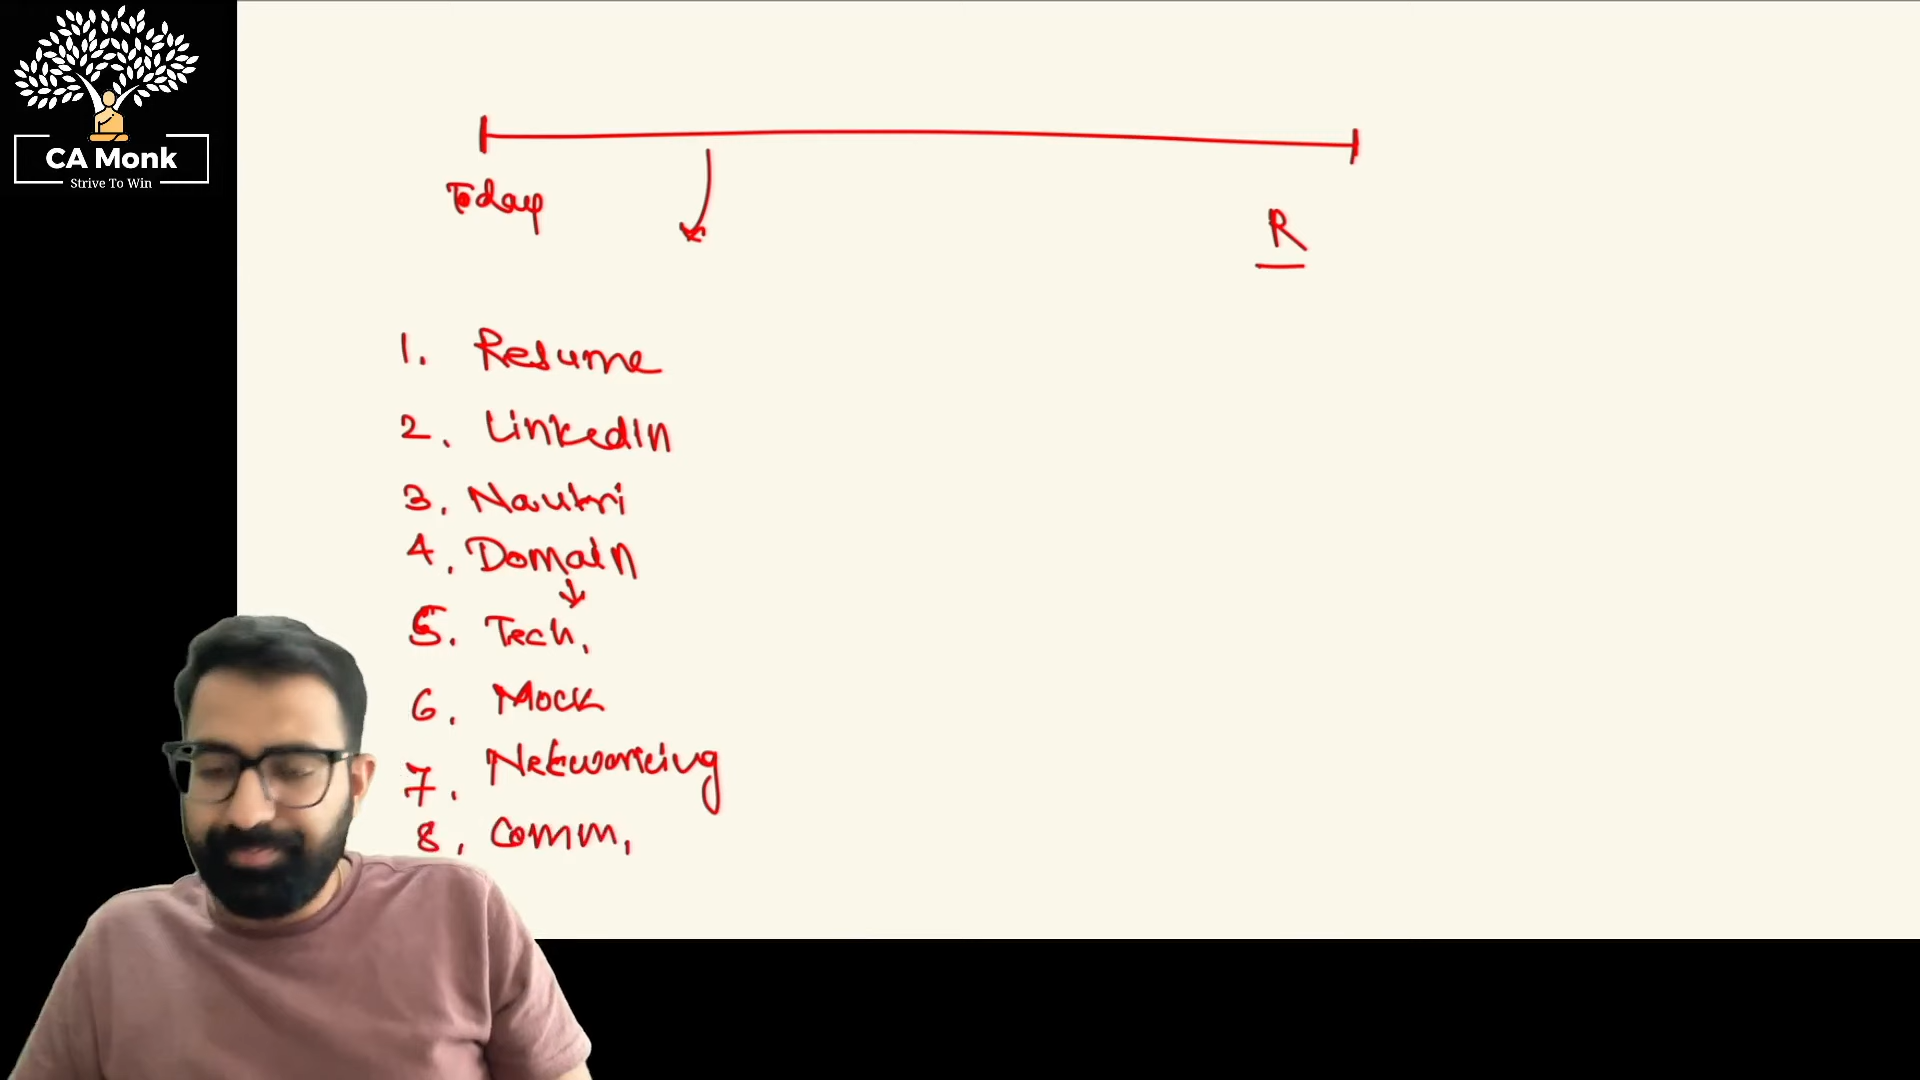 CA Monk
Strive To Win
Today
R
1. Resume
2. LinkedIn
3. Naukri
4. Domain
5. Tech.
6. Mock
7. Networking
8. Comm.